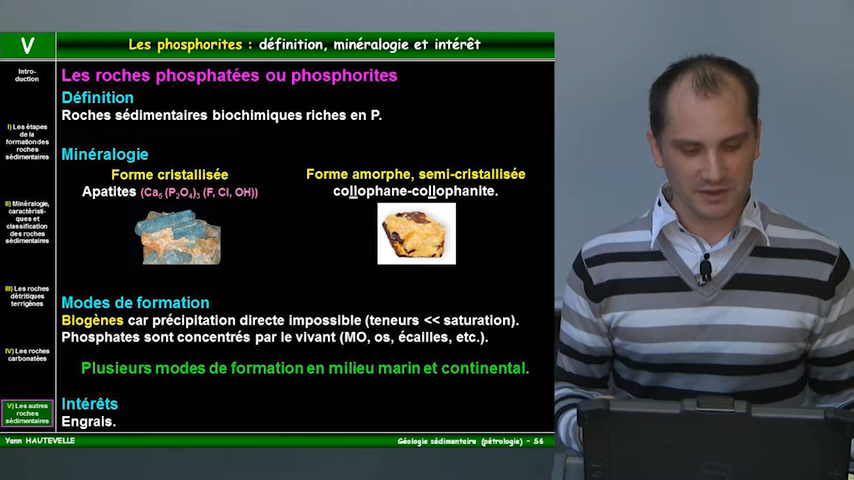 V
Les phosphorites : définition, minéralogie et intérêt
Intro-
duction
I) Les étapes
de la
formation des
roches
sédimentaires
II) Minéralogie,
caractéristi-
ques et
classification
des roches
sédimentaires
III) Les roches
détritiques
terrigènes
IV) Les roches
carbonatées
V) Les autres
roches
sédimentaires
Les roches phosphatées ou phosphorites
Définition
Roches sédimentaires biochimiques riches en P.
Minéralogie
Forme cristallisée
Apatites (Ca5 (P2O4)3 (F, Cl, OH))
Forme amorphe, semi-cristallisée
collophane-collophanite.
Modes de formation
Biogènes car précipitation directe impossible (teneurs << saturation).
Phosphates sont concentrés par le vivant (MO, os, écailles, etc.).
Plusieurs modes de formation en milieu marin et continental.
Intérêts
Engrais.
Yann HAUTEVELLE
Géologie sédimentaire (pétrologie) - 56